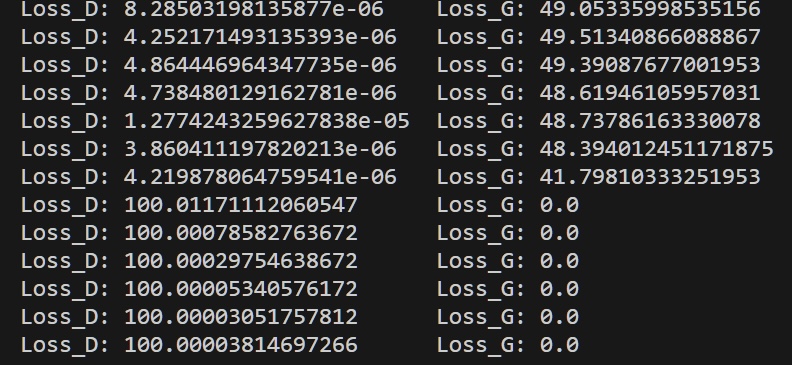 Loss_D: 8.28503198135877e-06 Loss_G: 49.05335998535156
Loss_D: 4.252171493135393e-06 Loss_G: 49.51340866088867
Loss_D: 4.864446964347735e-06 Loss_G: 49.39087677001953
Loss_D: 4.738480129162781e-06 Loss_G: 48.61946105957031
Loss_D: 1.2774243259627838e-05 Loss_G: 48.73786163330078
Loss_D: 3.860411197820213e-06 Loss_G: 48.394012451171875
Loss_D: 4.219878064759541e-06 Loss_G: 41.79810333251953
Loss_D: 100.01171112060547 Loss_G: 0.0
Loss_D: 100.00078582763672 Loss_G: 0.0
Loss_D: 100.00029754638672 Loss_G: 0.0
Loss_D: 100.00005340576172 Loss_G: 0.0
Loss_D: 100.00003051757812 Loss_G: 0.0
Loss_D: 100.00003814697266 Loss_G: 0.0